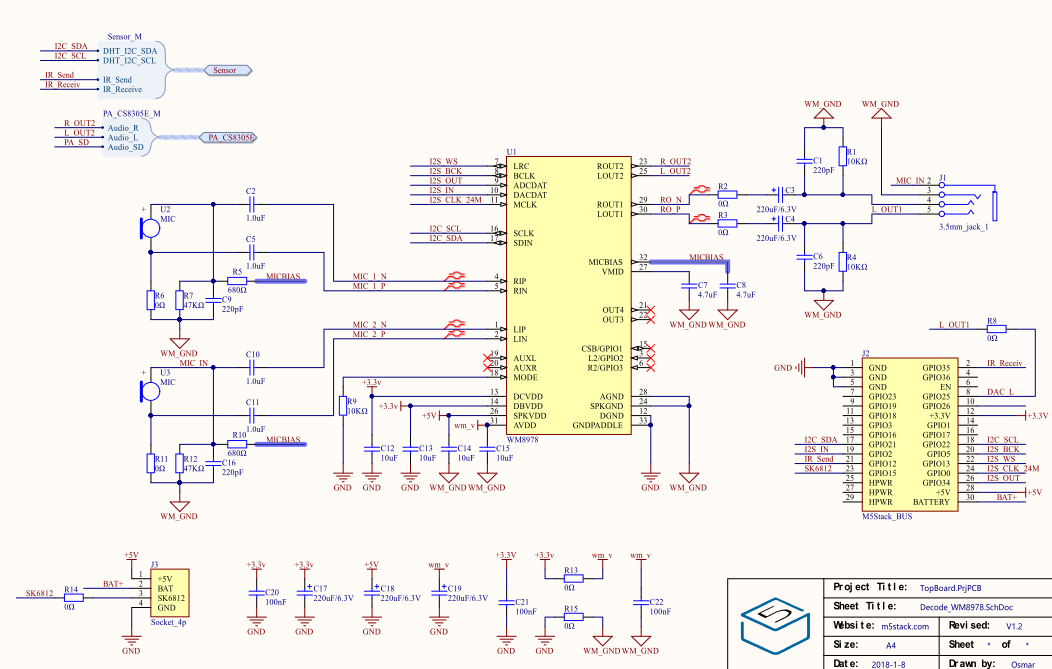 Sensor_M
I2C_SDA
DHT_I2C_SDA
I2C_SCL
DHT_I2C_SCL
Sensor
IR_Send
IR_Send
IR_Receiv
IR_Receive
PA_CS8305E_M
R_OUT2
Audio_R
L_OUT2
Audio_L
PA_CS8305E
PA_SD
Audio_SD
U1
I2S_WS 7 LRC
I2S_BCK 8 BCLK
I2S_OUT 9 ADCDAT
I2S_IN 10 DACDAT
I2S_CLK_24M 11 MCLK
I2C_SCL 16 SCLK
I2C_SDA 17 SDIN
MIC_1_N 4 RIP
MIC_1_P 5 RIN
MIC_2_N 1 LIP
MIC_2_P 2 LIN
19 AUXL
20 AUXR
18 MODE
+3.3v 13 DCVDD
+3.3v 14 DBVDD
+5V 26 SPKVDD
wm_v 31 AVDD
WM8978
ROUT2 23 R_OUT2
LOUT2 25 L_OUT2
ROUT1 29 RO_N
LOUT1 30 RO_P
MICBIAS 32 MICBIAS
VMID 27
OUT4 21
OUT3 22
CSB/GPIO1 15
L2/GPIO2
R2/GPIO3 6
AGND 28
SPKGND 24
GND 12
GNDPADDLE 33
+
U2
MIC
C2
1.0uF
C5
1.0uF
R5
680Ω
MICBIAS
R6
0Ω
R7
47KΩ
C9
220pF
WM_GND
MIC_IN
+
U3
MIC
C10
1.0uF
C11
1.0uF
R10
680Ω
MICBIAS
R11
0Ω
R12
47KΩ
C16
220pF
WM_GND
R9
10KΩ
C12
10uF
C13
10uF
C14
10uF
C15
10uF
GND GND GND WM_GND WM_GND
GND WM_GND
R2
0Ω
R3
0Ω
+ C3
220uF/6.3V
+ C4
220uF/6.3V
WM_GND WM_GND
C1
220pF
R1
10KΩ
C6
220pF
R4
10KΩ
WM_GND
MIC_IN 2
J1
3
4
L_OUT1 5
3.5mm_jack_1
C7
4.7uF
C8
4.7uF
WM_GND WM_GND
L_OUT1
R8
0Ω
J2
GND
1 GND GPIO35 2 IR_Receiv
3 GND GPIO36 4
5 GND EN 6
7 GPIO23 GPIO25 8 DAC_L
9 GPIO19 GPIO26 10
11 GPIO18 +3.3V 12 +3.3V
13 GPIO3 GPIO1 14
15 GPIO16 GPIO17 16
I2C_SDA 17 GPIO21 GPIO22 18 I2C_SCL
I2S_IN 19 GPIO2 GPIO5 20 I2S_BCK
IR_Send 21 GPIO12 GPIO13 22 I2S_WS
SK6812 23 GPIO15 GPIO0 24 I2S_CLK_24M
25 HPWR GPIO34 26 I2S_OUT
27 HPWR +5V 28 +5V
29 HPWR BATTERY 30 BAT+
M5Stack_BUS
+5V
J3
1 +5V
BAT+ 2 BAT
SK6812 R14 3 SK6812
0Ω
4 GND
Socket_4p
GND
+3.3v
C20
100nF
GND
+3.3v
+ C17
220uF/6.3V
GND
+5V
+ C18
220uF/6.3V
GND
wm_v
+ C19
220uF/6.3V
GND
+3.3V
C21
100nF
GND
+3.3v wm_v
R13
0Ω
R15
0Ω
GND WM_GND
wm_v
C22
100nF
WM_GND
5
Project Title: TopBoard.PrjPCB
Sheet Title: Decode_WM8978.SchDoc
Website: m5stack.com Revised: V1.2
Size: A4 Sheet * of *
Date: 2018-1-8 Drawn by: Osmar